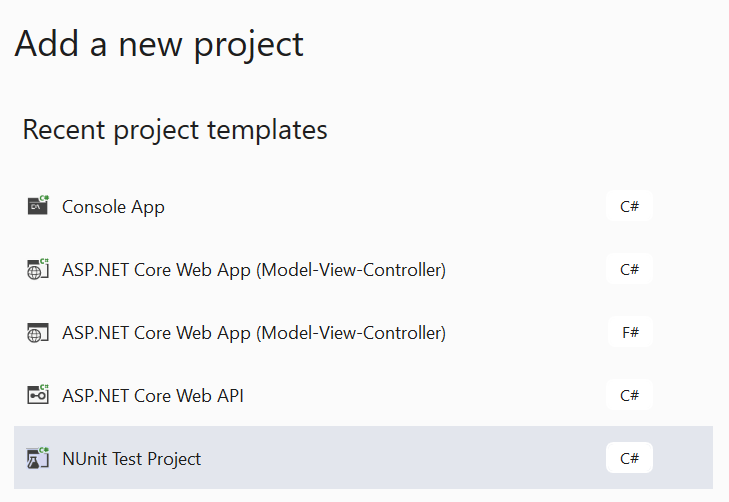 Add a new project
Recent project templates
Console App C#
ASP.NET Core Web App (Model-View-Controller) C#
ASP.NET Core Web App (Model-View-Controller) F#
ASP.NET Core Web API C#
NUnit Test Project C#